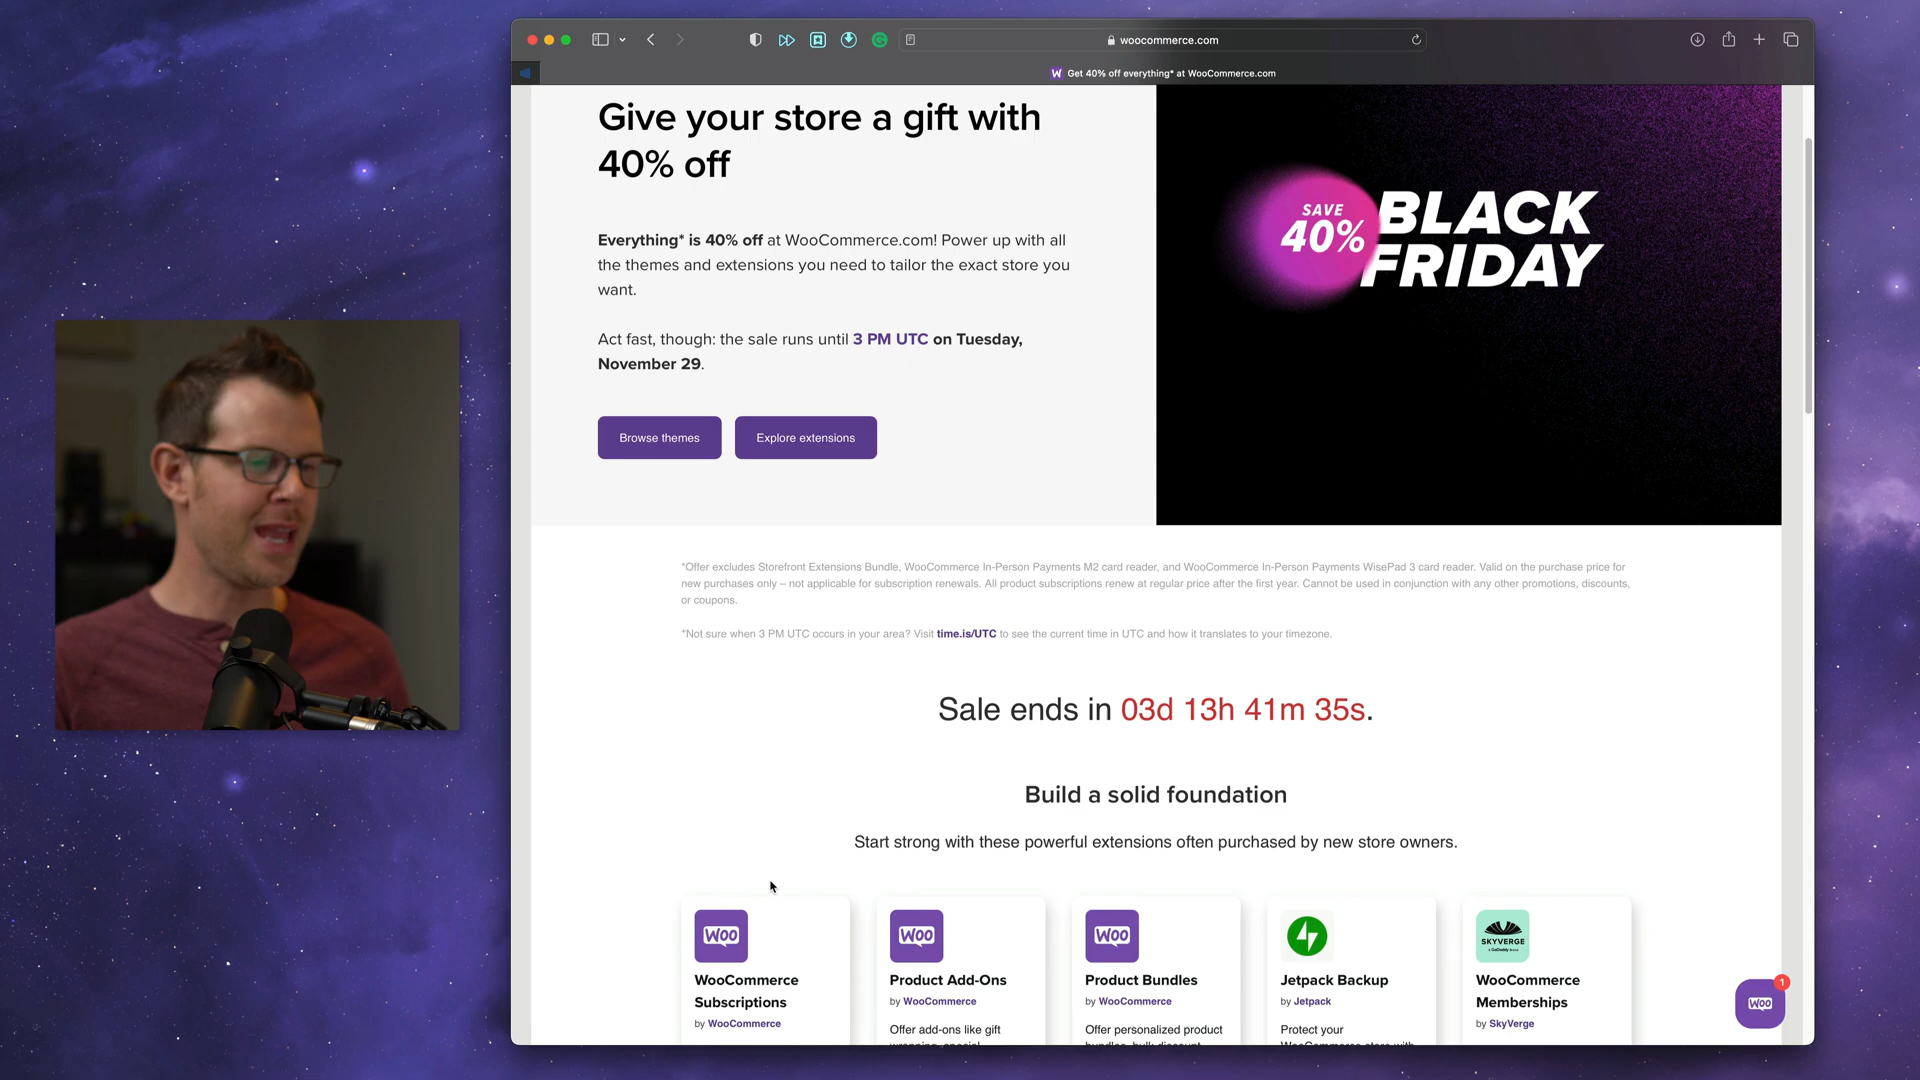 woocommerce.com
Get 40% off everything* at WooCommerce.com
Give your store a gift with
40% off
Everything* is 40% off at WooCommerce.com! Power up with all
the themes and extensions you need to tailor the exact store you
want.
Act fast, though: the sale runs until 3 PM UTC on Tuesday,
November 29.
Browse themes
Explore extensions
SAVE
40%
BLACK
FRIDAY
*Offer excludes Storefront Extensions Bundle, WooCommerce In-Person Payments M2 card reader, and WooCommerce In-Person Payments WisePad 3 card reader. Valid on the purchase price for
new purchases only – not applicable for subscription renewals. All product subscriptions renew at regular price after the first year. Cannot be used in conjunction with any other promotions, discounts,
or coupons.
*Not sure when 3 PM UTC occurs in your area? Visit time.is/UTC to see the current time in UTC and how it translates to your timezone.
Sale ends in 03d 13h 41m 35s.
Build a solid foundation
Start strong with these powerful extensions often purchased by new store owners.
WOO
WooCommerce
Subscriptions
by WooCommerce
WOO
Product Add-Ons
by WooCommerce
Offer add-ons like gift
WOO
Product Bundles
by WooCommerce
Offer personalized product
Jetpack Backup
by Jetpack
Protect your
SKYVERGE
WooCommerce
Memberships
by SkyVerge
1
WOO